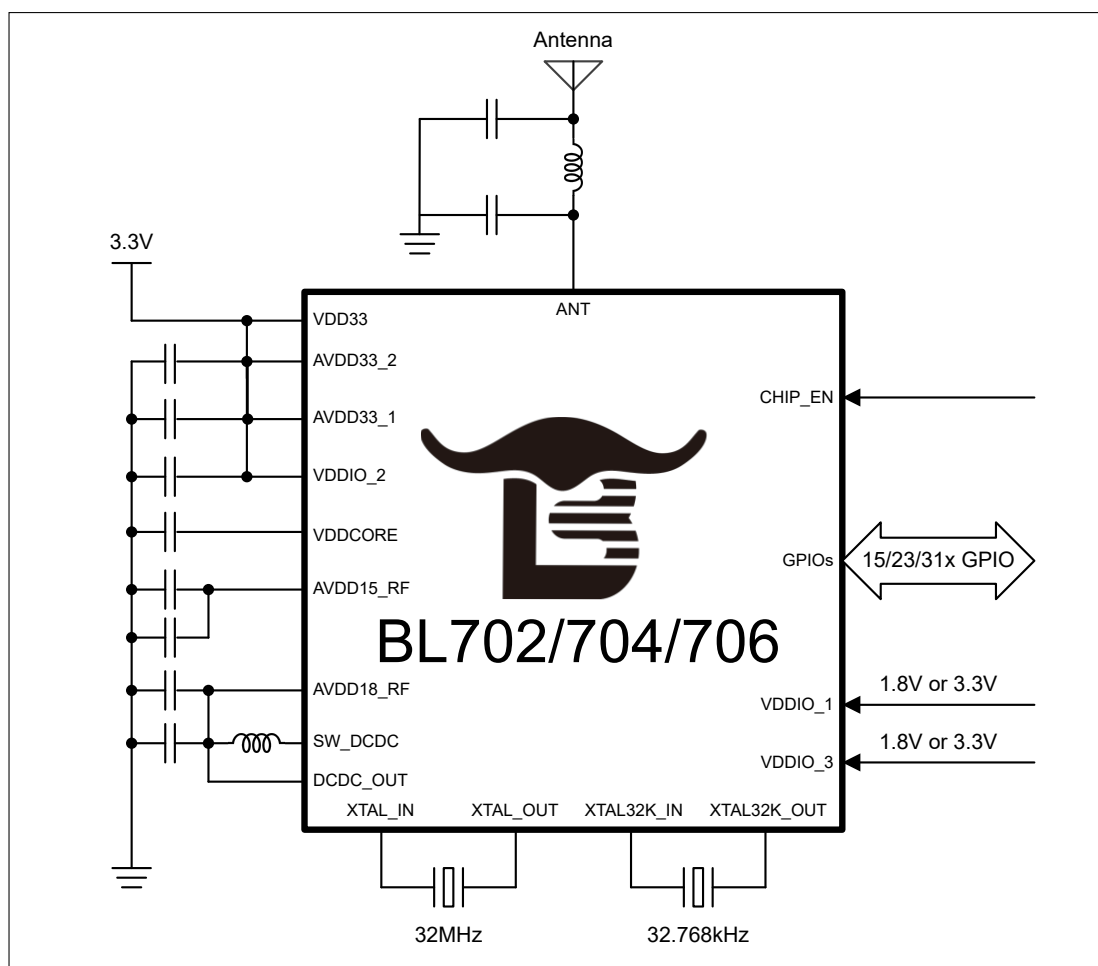 Antenna
3.3V
ANT
VDD33
AVDD33_2
AVDD33_1
VDDIO_2
VDDCORE
AVDD15_RF
AVDD18_RF
SW_DCDC
DCDC_OUT
CHIP_EN
GPIOs
15/23/31x GPIO
BL702/704/706
1.8V or 3.3V
VDDIO_1
1.8V or 3.3V
VDDIO_3
XTAL_IN
XTAL_OUT
XTAL32K_IN
XTAL32K_OUT
32MHz
32.768kHz